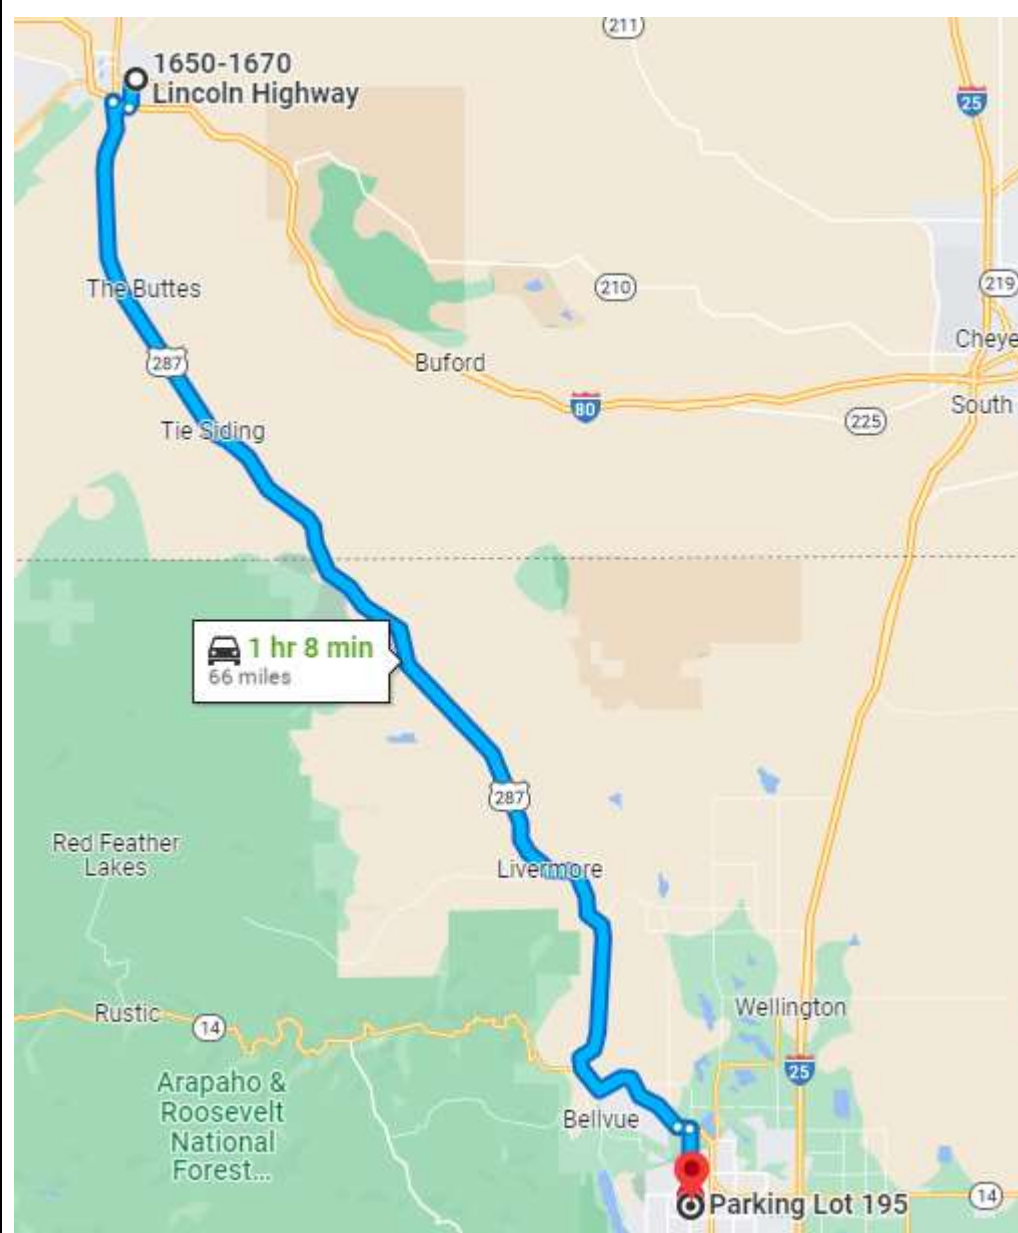 211
1650-1670
Lincoln Highway
25
The Buttes
210
219
287
Buford
Cheye
80
South
225
Tie Siding
1 hr 8 min
66 miles
287
Red Feather
Lakes
Livermore
Rustic
14
Wellington
25
Arapaho &
Roosevelt
National
Forest...
Bellvue
Parking Lot 195
14